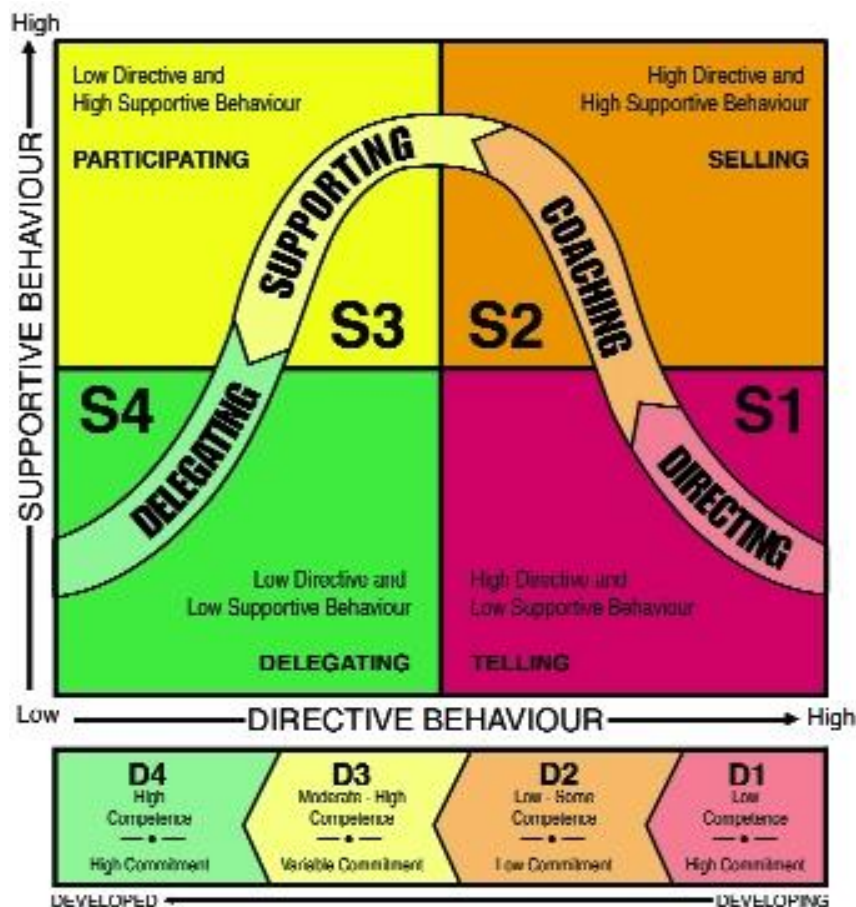 High
SUPPORTIVE BEHAVIOUR
Low Directive and
High Supportive Behaviour
PARTICIPATING
High Directive and
High Supportive Behaviour
SELLING
SUPPORTING
COACHING
S3
S2
S4
S1
DELEGATING
DIRECTING
Low Directive and
Low Supportive Behaviour
DELEGATING
High Directive and
Low Supportive Behaviour
TELLING
Low
DIRECTIVE BEHAVIOUR
High
D4
High
Competence
High Commitment
D3
Moderate - High
Competence
Variable Commitment
D2
Low - Some
Competence
Low Commitment
D1
Low
Competence
High Commitment
DEVELOPED
DEVELOPING